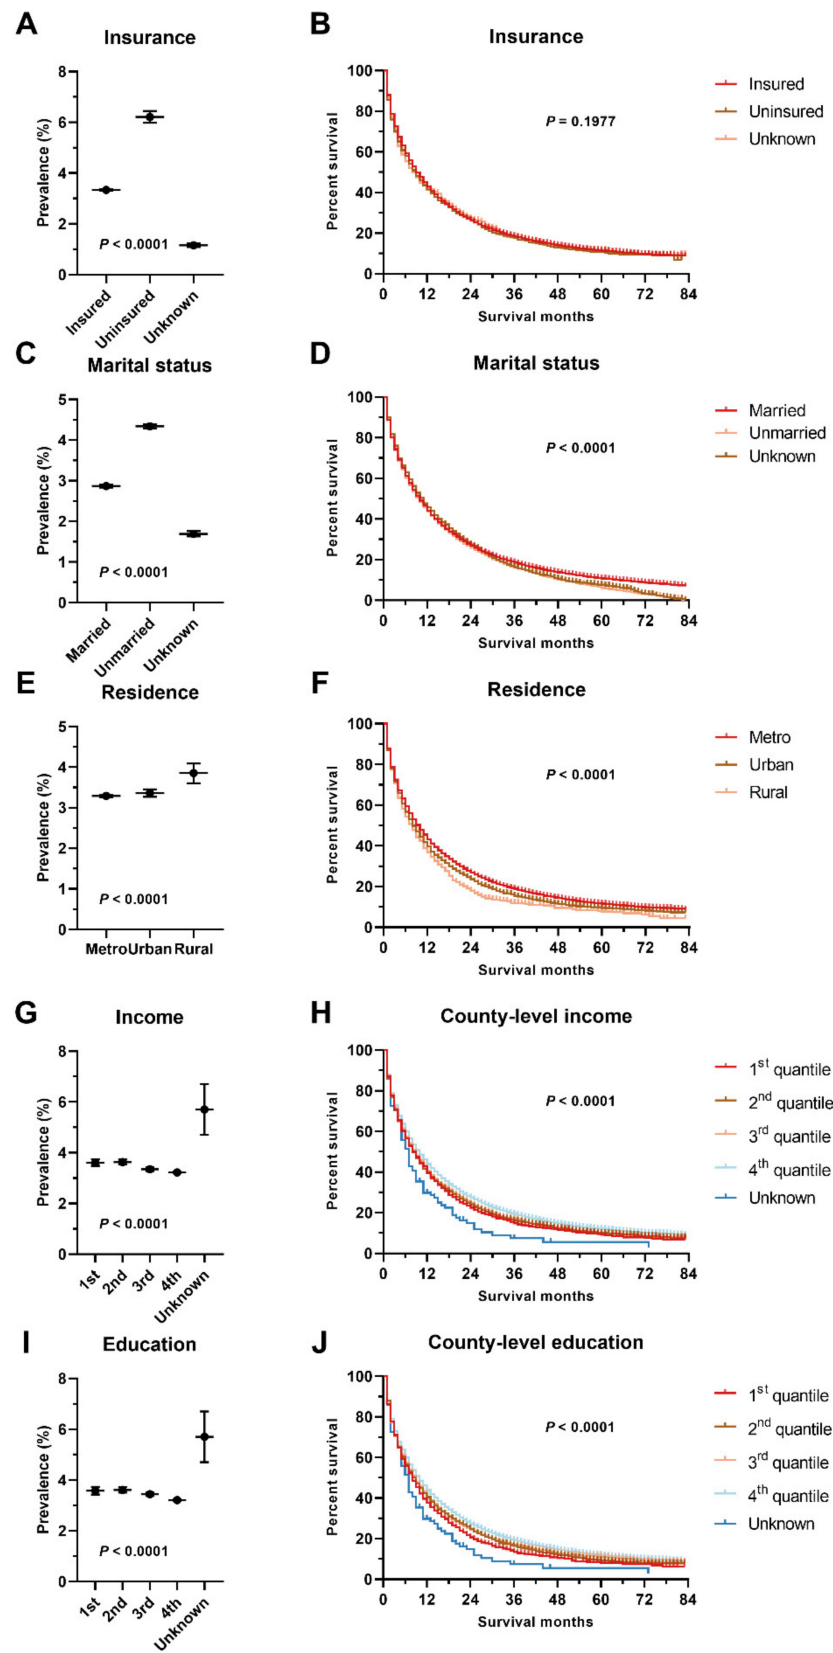 A
Insurance
Prevalence (%)
8
6
4
2
0
P < 0.0001
Insured
Uninsured
Unknown
B
Insurance
Percent survival
100
80
60
40
20
0
P = 0.1977
0 12 24 36 48 60 72 84
Survival months
Insured
Uninsured
Unknown
C
Marital status
Prevalence (%)
5
4
3
2
1
0
P < 0.0001
Married
Unmarried
Unknown
D
Marital status
Percent survival
100
80
60
40
20
0
P < 0.0001
0 12 24 36 48 60 72 84
Survival months
Married
Unmarried
Unknown
E
Residence
Prevalence (%)
5
4
3
2
1
0
P < 0.0001
Metro Urban Rural
F
Residence
Percent survival
100
80
60
40
20
0
P < 0.0001
0 12 24 36 48 60 72 84
Survival months
Metro
Urban
Rural
G
Income
Prevalence (%)
8
6
4
2
0
P < 0.0001
1st
2nd
3rd
4th
Unknown
H
County-level income
Percent survival
100
80
60
40
20
0
P < 0.0001
0 12 24 36 48 60 72 84
Survival months
1st quantile
2nd quantile
3rd quantile
4th quantile
Unknown
I
Education
Prevalence (%)
8
6
4
2
0
P < 0.0001
1st
2nd
3rd
4th
Unknown
J
County-level education
Percent survival
100
80
60
40
20
0
P < 0.0001
0 12 24 36 48 60 72 84
Survival months
1st quantile
2nd quantile
3rd quantile
4th quantile
Unknown